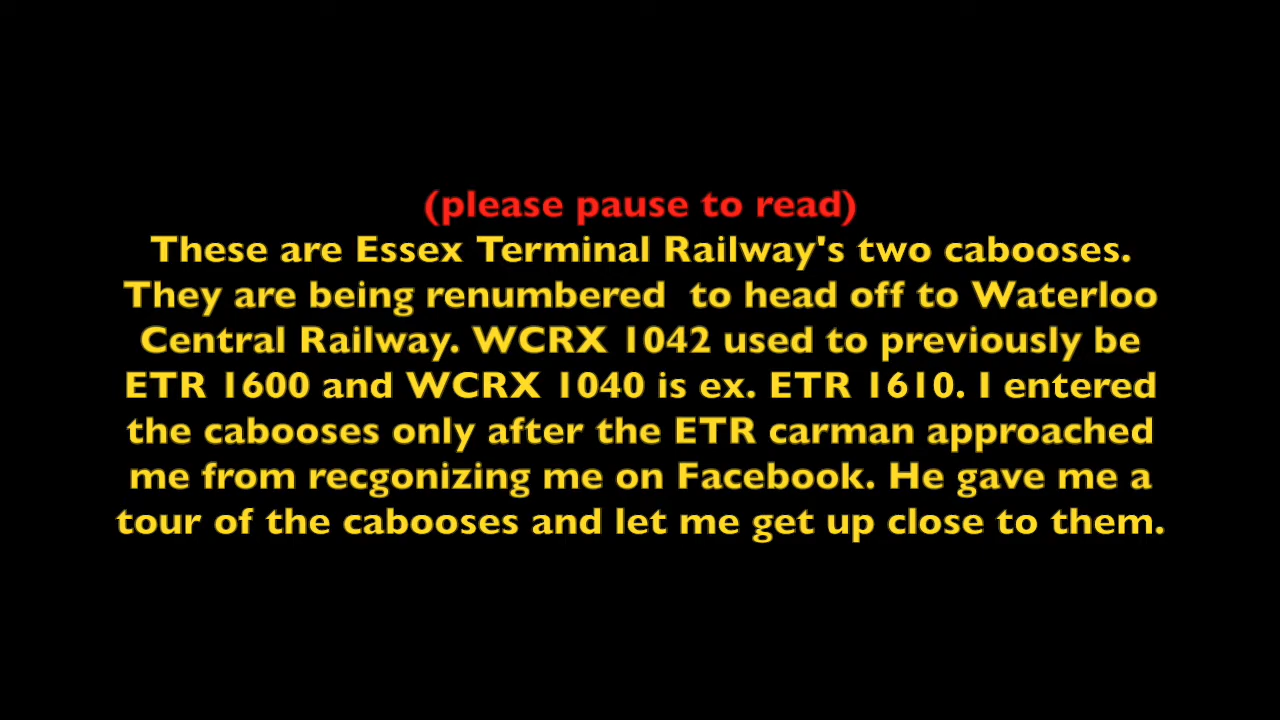 (please pause to read)
These are Essex Terminal Railway's two cabooses.
They are being renumbered  to head off to Waterloo
Central Railway. WCRX 1042 used to previously be
ETR 1600 and WCRX 1040 is ex. ETR 1610. I entered
the cabooses only after the ETR carman approached
me from recgonizing me on Facebook. He gave me a
tour of the cabooses and let me get up close to them.